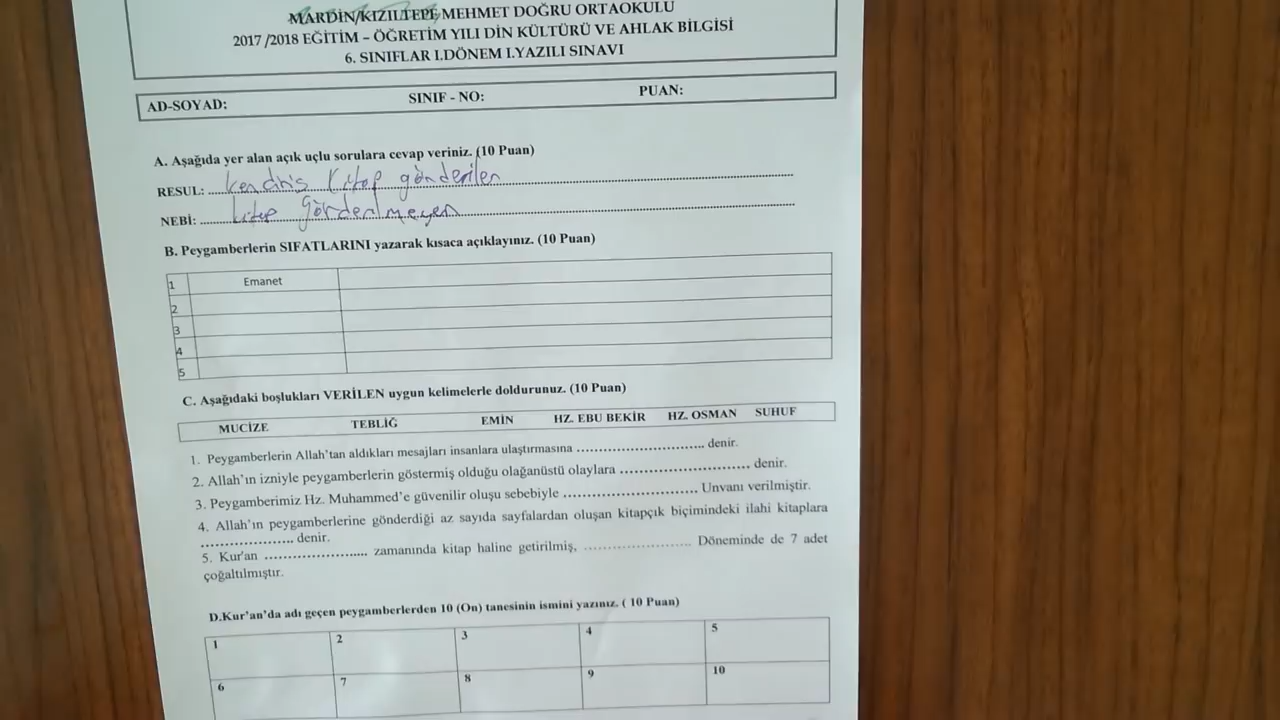 MARDİN/KIZILTEPE MEHMET DOĞRU ORTAOKULU
2017 /2018 EĞİTİM – ÖĞRETİM YILI DİN KÜLTÜRÜ VE AHLAK BİLGİSİ
6. SINIFLAR I.DÖNEM I.YAZILI SINAVI
AD-SOYAD: SINIF - NO: PUAN:
A. Aşağıda yer alan açık uçlu sorulara cevap veriniz. (10 Puan)
RESUL: kendinis kitap gönderilen
NEBİ: kitap gönderilmeyen
B. Peygamberlerin SIFATLARINI yazarak kısaca açıklayınız. (10 Puan)
1 Emanet
2
3
4
5
C. Aşağıdaki boşlukları VERİLEN uygun kelimelerle doldurunuz. (10 Puan)
MUCİZE TEBLİĞ EMİN HZ. EBU BEKİR HZ. OSMAN SUHUF
1. Peygamberlerin Allah'tan aldıkları mesajları insanlara ulaştırmasına ........................... denir.
2. Allah'ın izniyle peygamberlerin göstermiş olduğu olağanüstü olaylara ........................... denir.
3. Peygamberimiz Hz. Muhammed'e güvenilir oluşu sebebiyle ........................... Unvanı verilmiştir.
4. Allah'ın peygamberlerine gönderdiği az sayıda sayfalardan oluşan kitapçık biçimindeki ilahi kitaplara
.................... denir.
5. Kur'an ...................... zamanında kitap haline getirilmiş, ....................... Döneminde de 7 adet
çoğaltılmıştır.
D.Kur'an'da adı geçen peygamberlerden 10 (On) tanesinin ismini yazınız. ( 10 Puan)
1 2 3 4 5
6 7 8 9 10